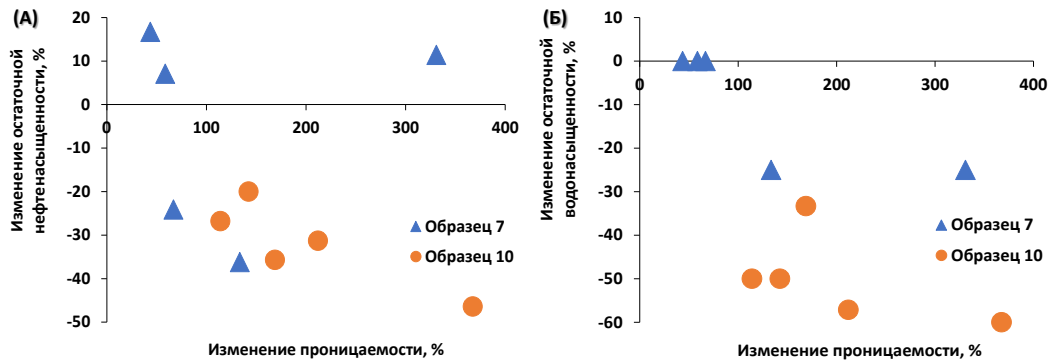 (А)
Изменение остаточной
нефтенасыщенности, %
20
10
0
-10
-20
-30
-40
-50
0
100
200
300
400
Образец 7
Образец 10
Изменение проницаемости, %
(Б)
Изменение остаточной
водонасыщенности, %
10
0
-10
-20
-30
-40
-50
-60
0
100
200
300
400
Образец 7
Образец 10
Изменение проницаемости, %